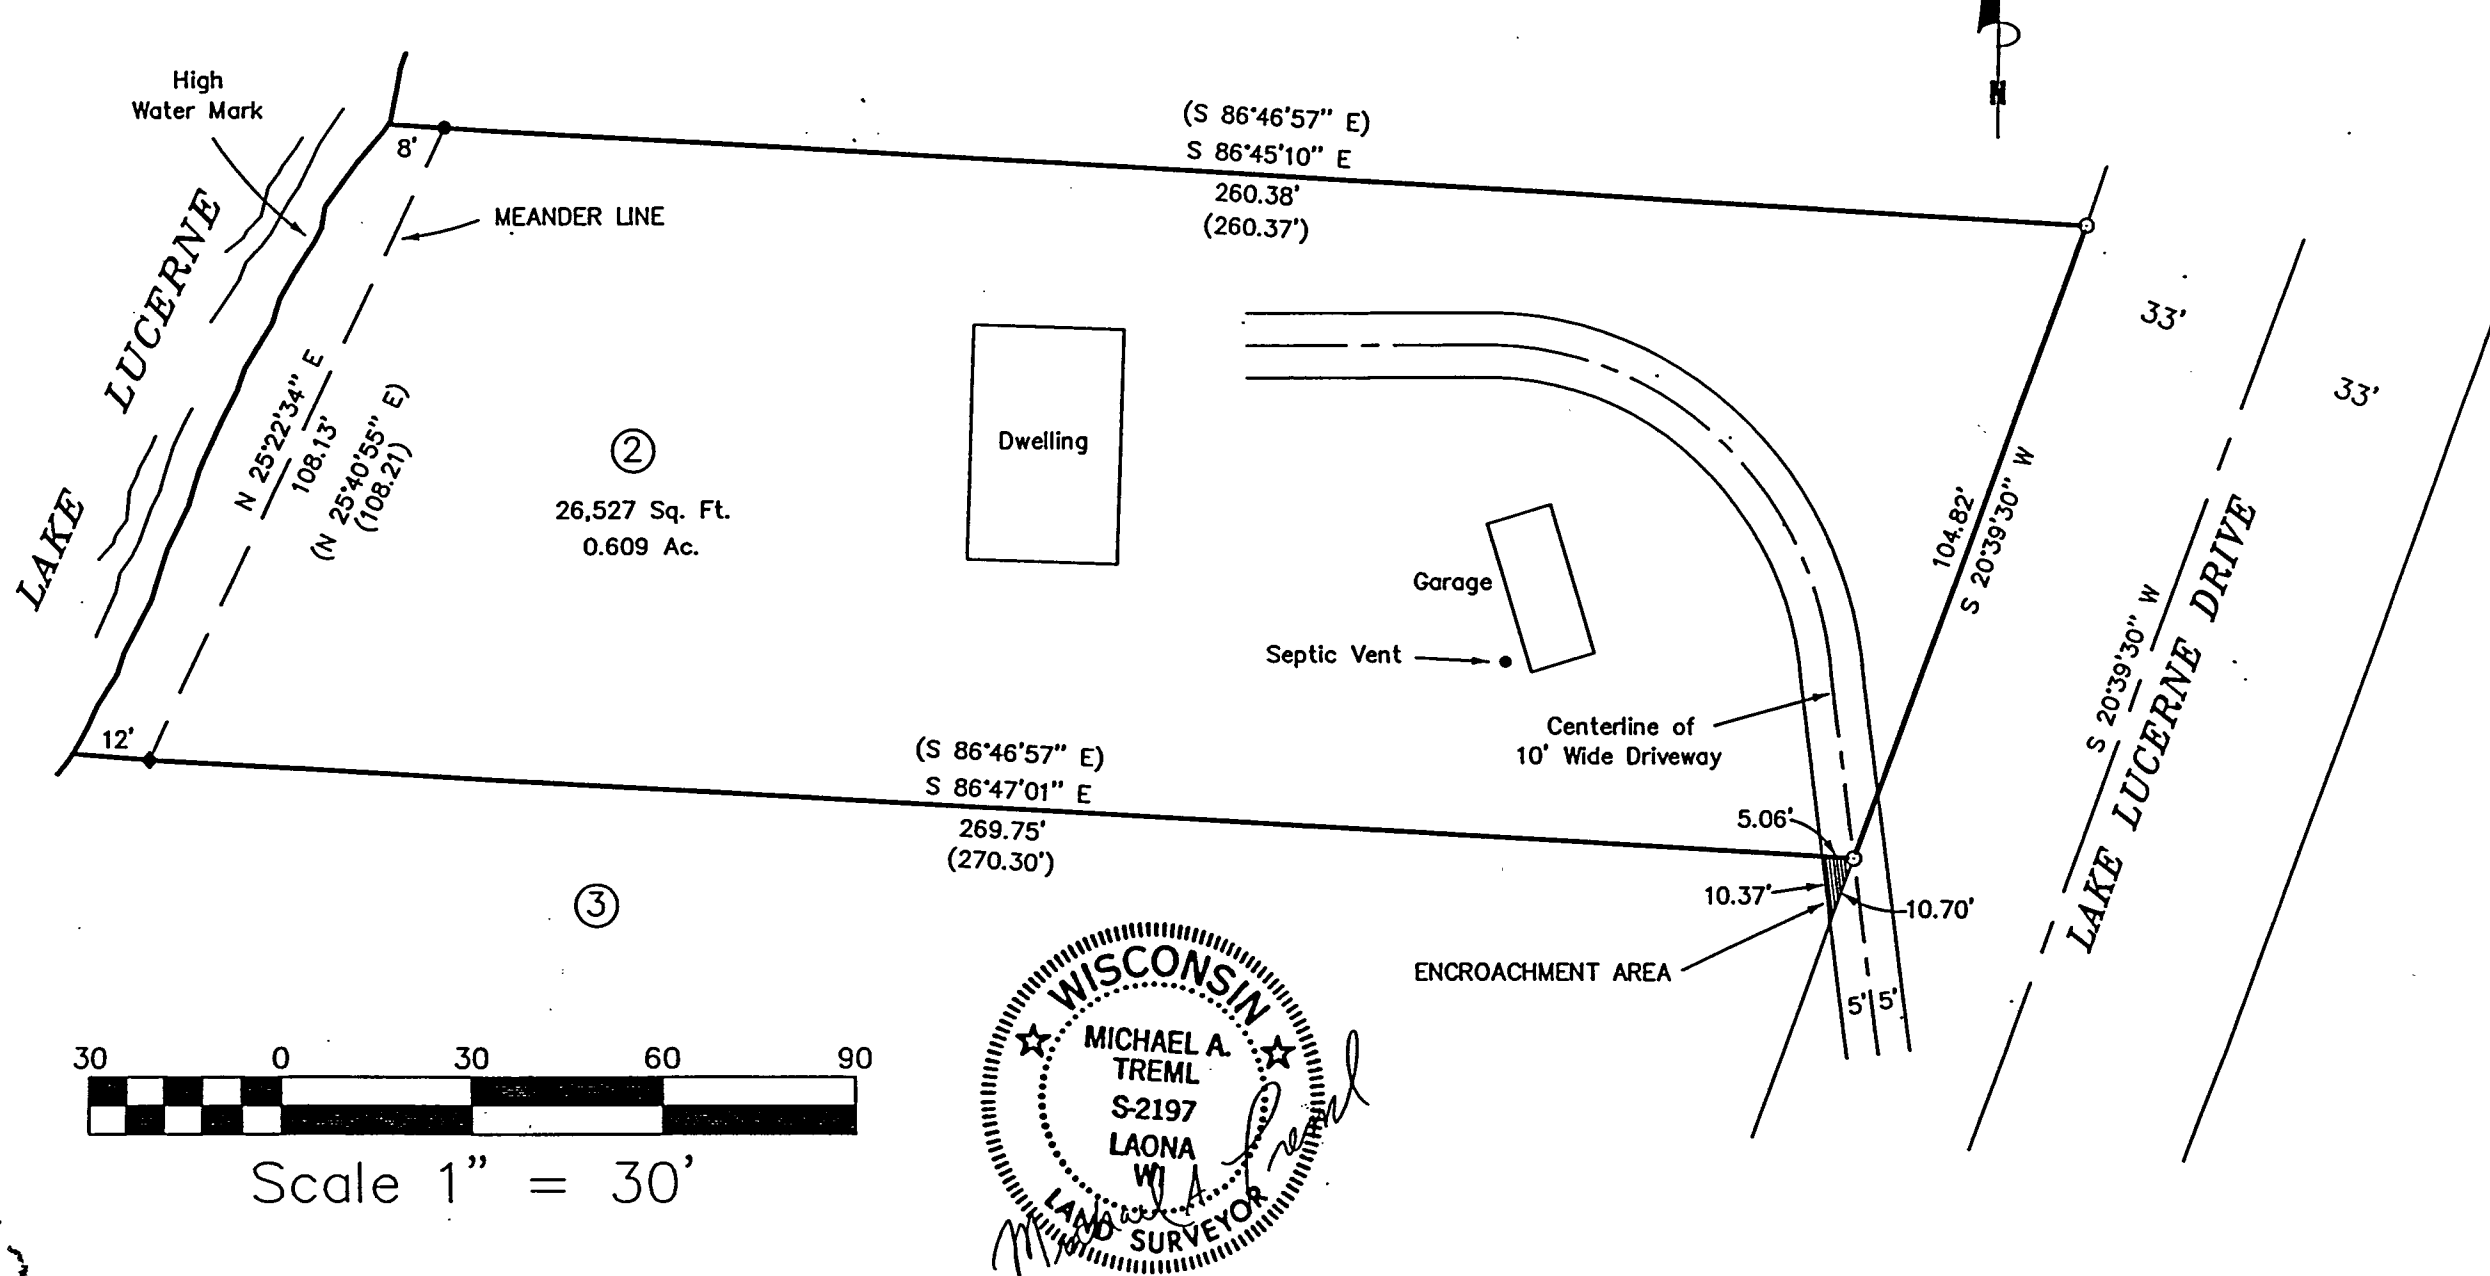 N
High
Water Mark
8'
(S 86°46'57" E)
S 86°45'10" E
260.38'
(260.37')
MEANDER LINE
LAKE LUCERNE
N 25°22'34" E
108.13'
(N 25°40'55" E)
(108.21)
2
26,527 Sq. Ft.
0.609 Ac.
Dwelling
Garage
Septic Vent
Centerline of
10' Wide Driveway
104.82'
S 20°39'30" W
33'
33'
S 20°39'30" W
LAKE LUCERNE DRIVE
12'
(S 86°46'57" E)
S 86°47'01" E
269.75'
(270.30')
5.06'
10.37'
10.70'
ENCROACHMENT AREA
5' 5'
3
30 0 30 60 90
Scale 1" = 30'
WISCONSIN
MICHAEL A.
TREML
S-2197
LAONA
WI
LAND SURVEYOR
Michael A Treml